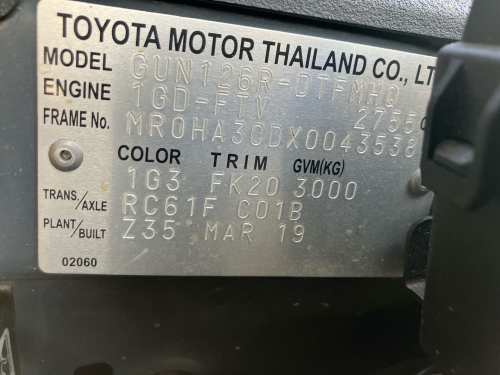 TOYOTA MOTOR THAILAND CO., LT
MODEL GUN126R-DTFMHQ
ENGINE 1GD-FTV 2755
FRAME No. MR0HA3CDX0043538
COLOR TRIM GVM(KG)
1G3 FK20 3000
TRANS/AXLE RC61F C01B
PLANT/BUILT Z35 MAR 19
02060